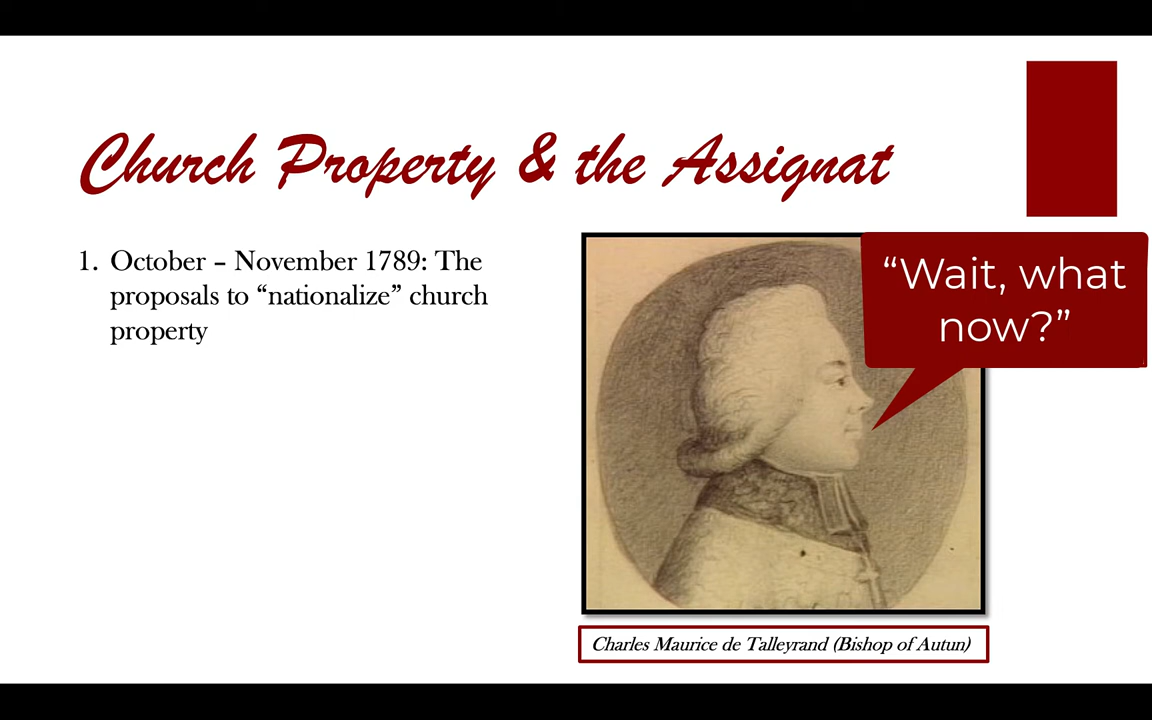 Church Property & the Assignat
1. October – November 1789: The
proposals to “nationalize” church
property
“Wait, what
now?”
Charles Maurice de Talleyrand (Bishop of Autun)